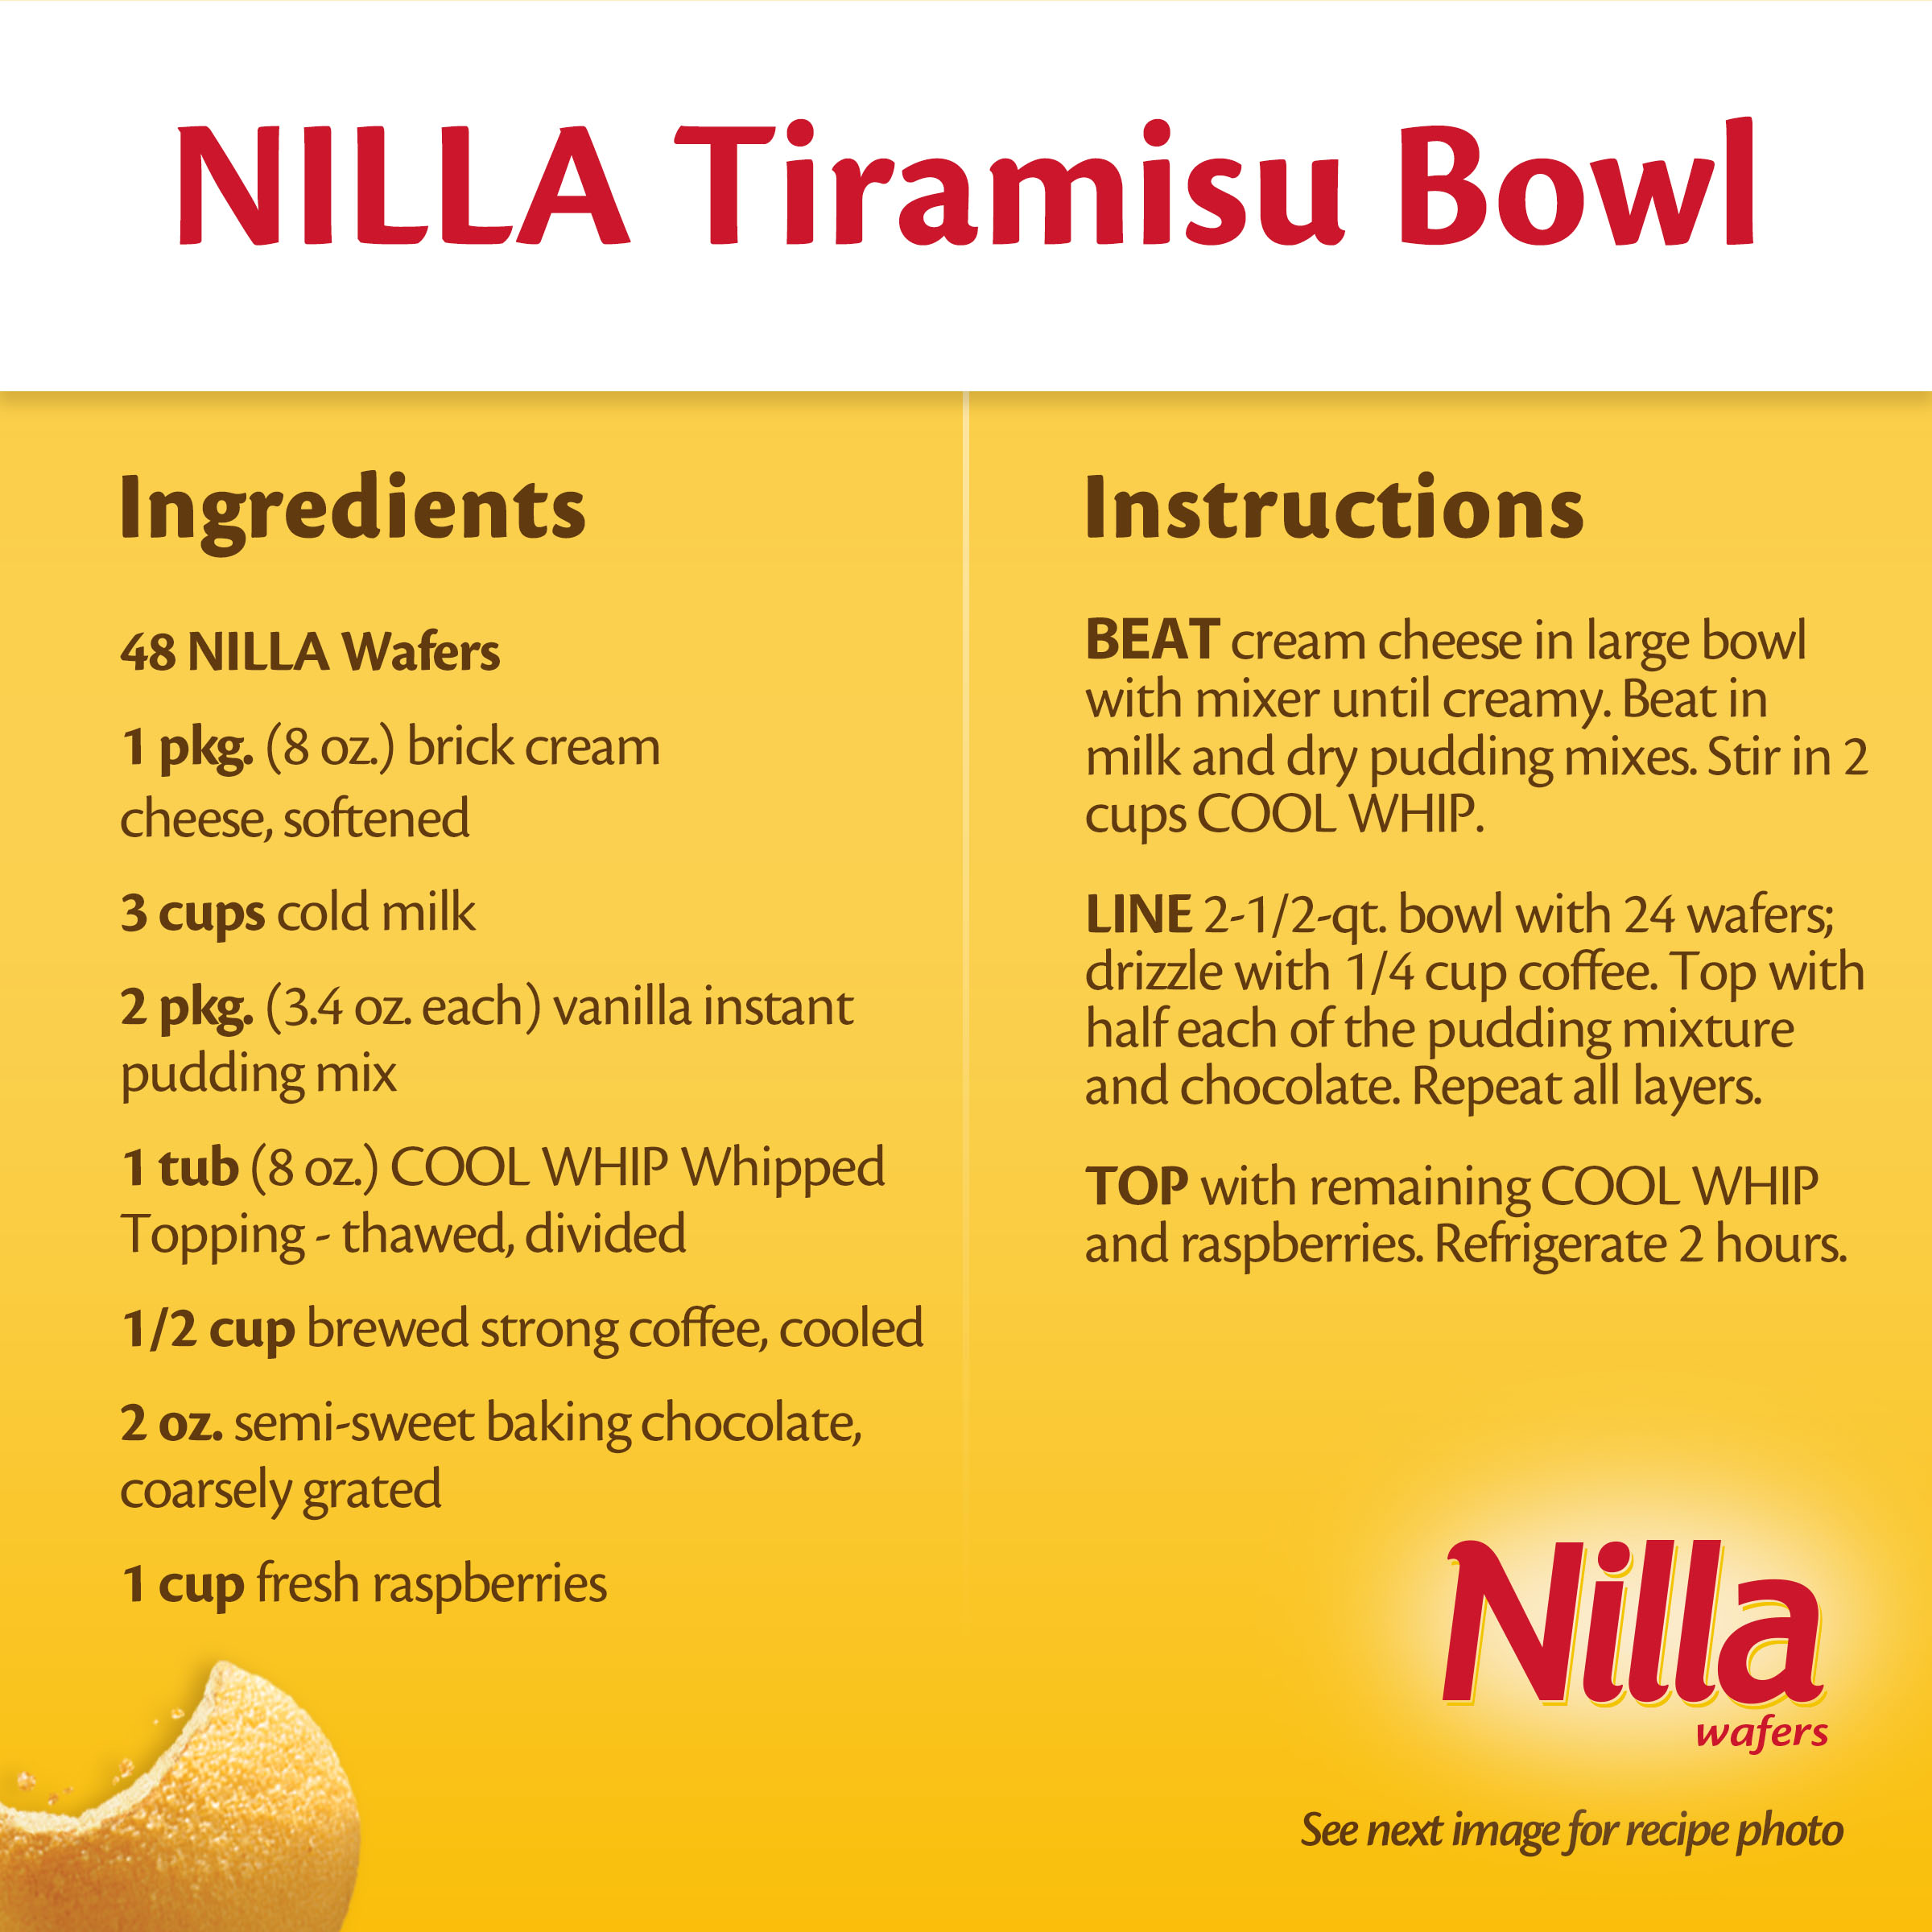 NILLA Tiramisu Bowl
Ingredients
48 NILLA Wafers
1 pkg. (8 oz.) brick cream
cheese, softened
3 cups cold milk
2 pkg. (3.4 oz. each) vanilla instant
pudding mix
1 tub (8 oz.) COOL WHIP Whipped
Topping - thawed, divided
1/2 cup brewed strong coffee, cooled
2 oz. semi-sweet baking chocolate,
coarsely grated
1 cup fresh raspberries
Instructions
BEAT cream cheese in large bowl
with mixer until creamy. Beat in
milk and dry pudding mixes. Stir in 2
cups COOL WHIP.
LINE 2-1/2-qt. bowl with 24 wafers;
drizzle with 1/4 cup coffee. Top with
half each of the pudding mixture
and chocolate. Repeat all layers.
TOP with remaining COOL WHIP
and raspberries. Refrigerate 2 hours.
Nilla
wafers
See next image for recipe photo